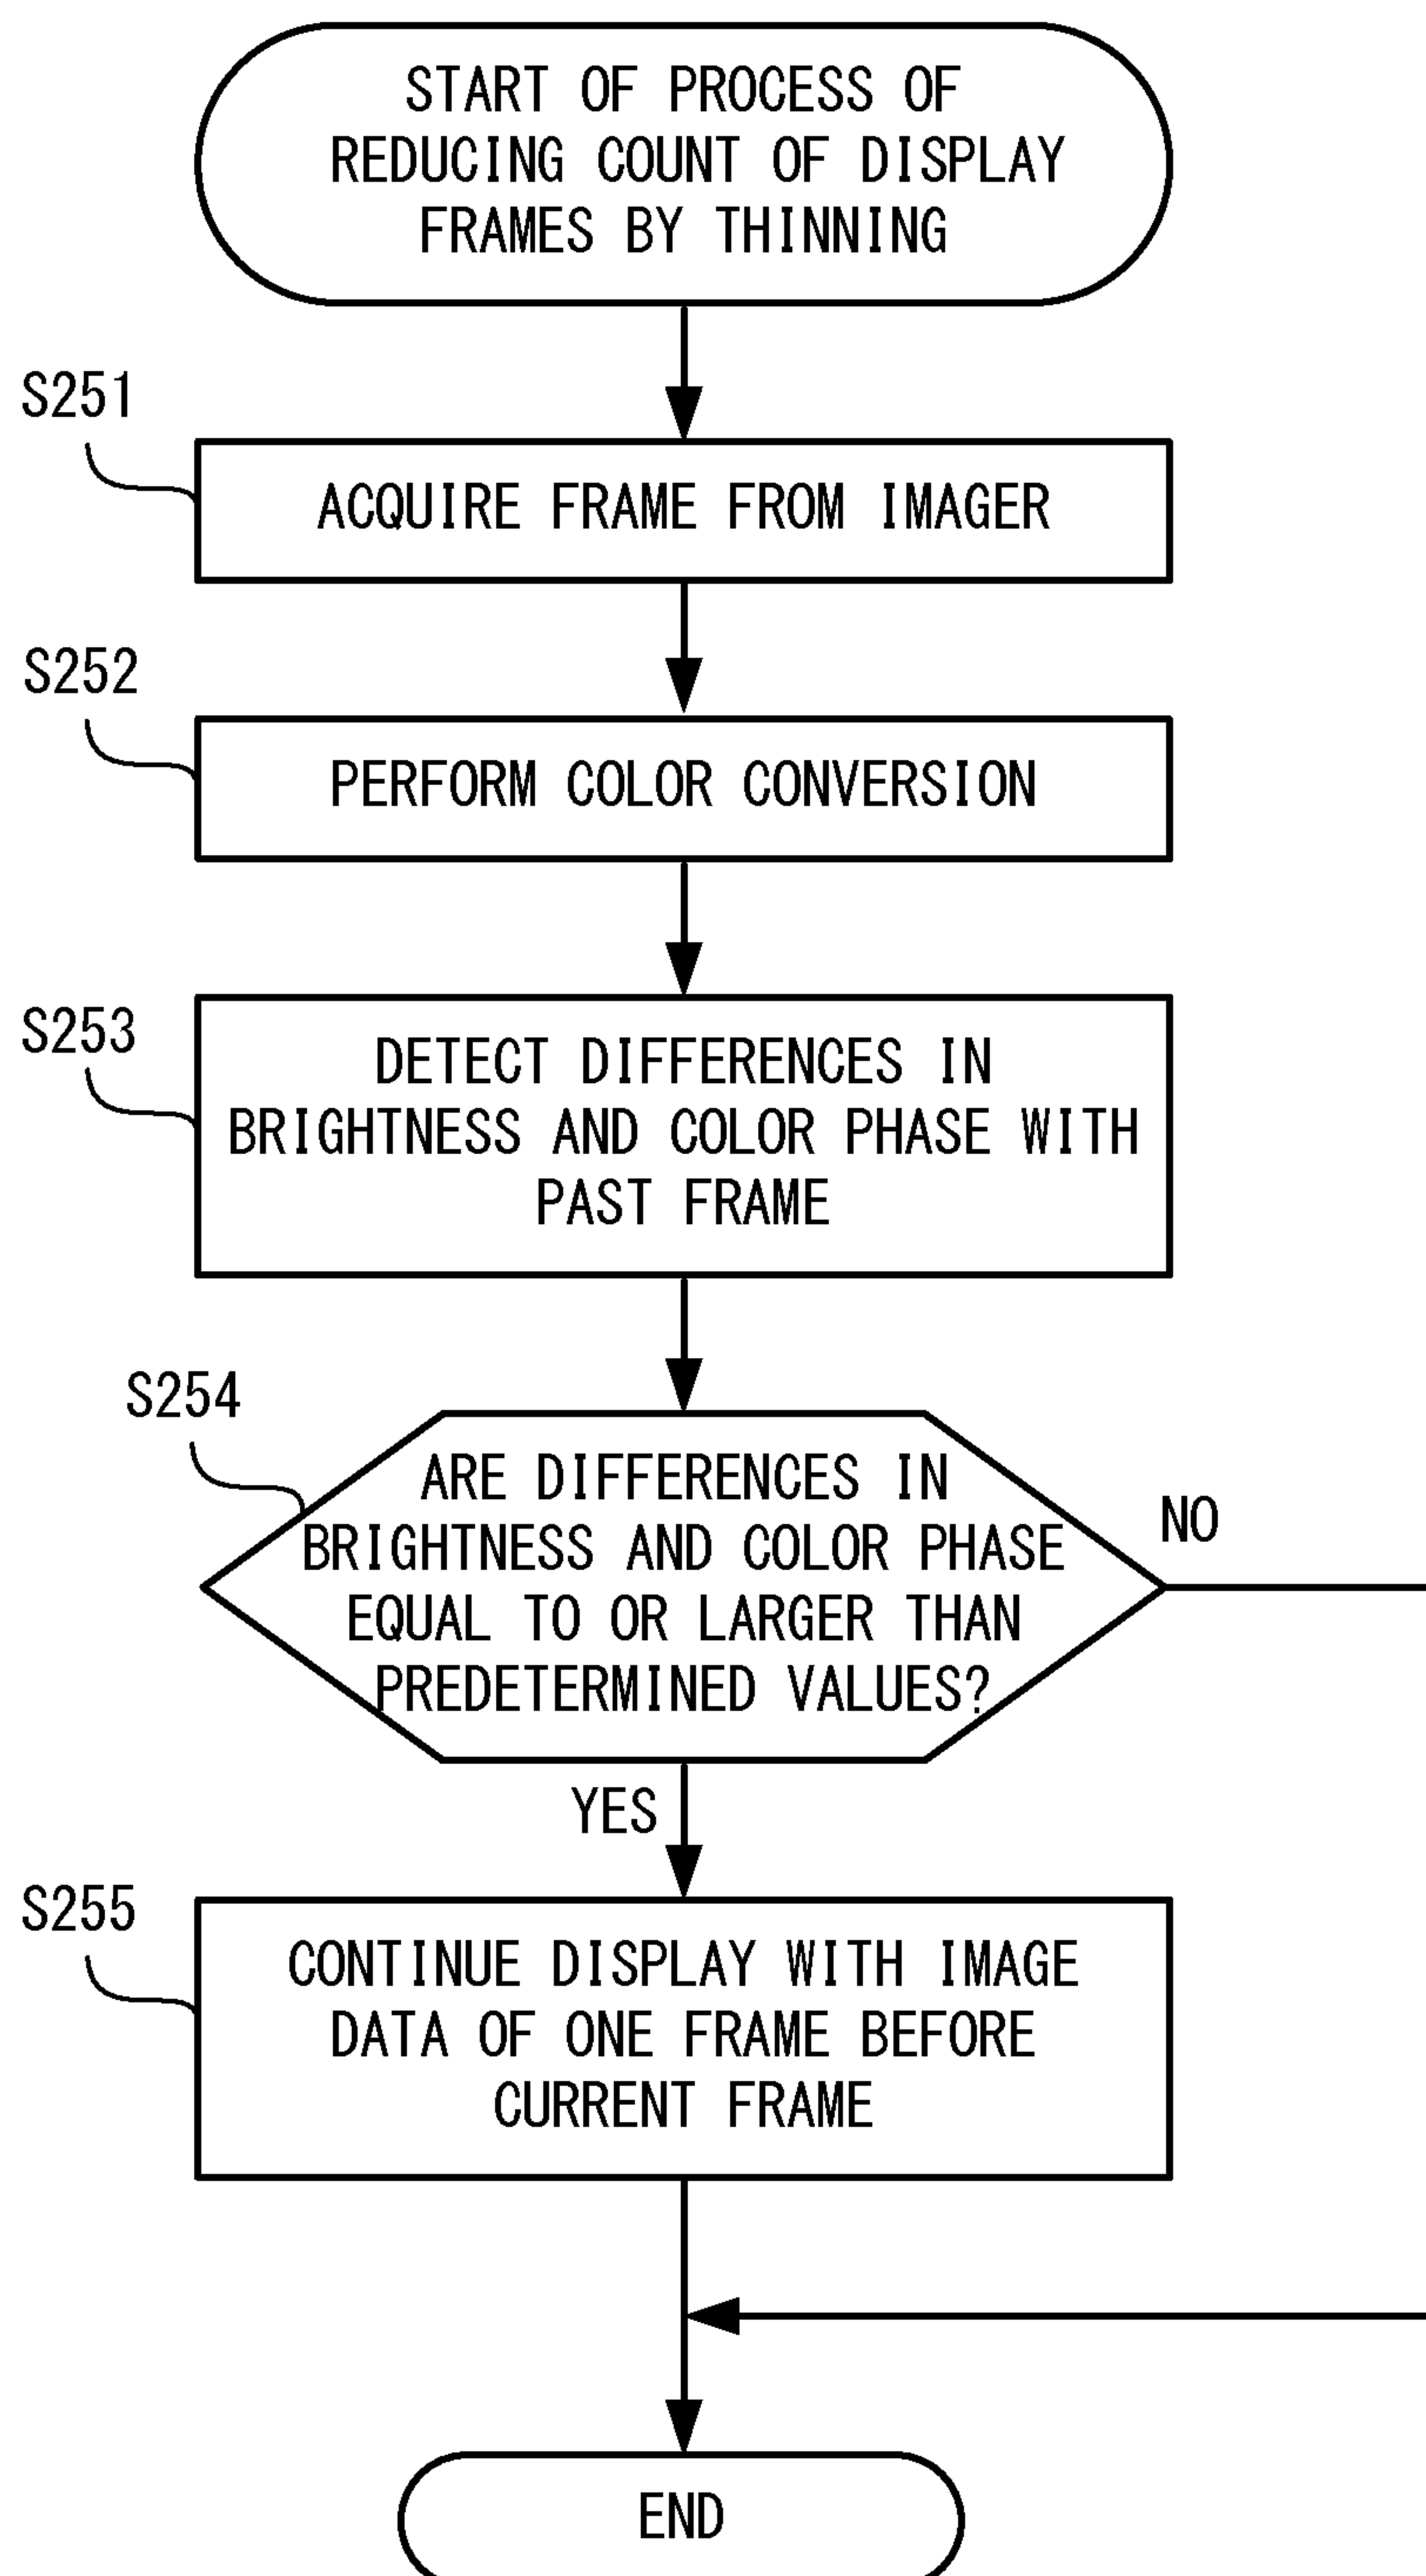 START OF PROCESS OF
REDUCING COUNT OF DISPLAY
FRAMES BY THINNING
S251
ACQUIRE FRAME FROM IMAGER
S252
PERFORM COLOR CONVERSION
S253
DETECT DIFFERENCES IN
BRIGHTNESS AND COLOR PHASE WITH
PAST FRAME
S254
ARE DIFFERENCES IN
BRIGHTNESS AND COLOR PHASE
EQUAL TO OR LARGER THAN
PREDETERMINED VALUES?
NO
YES
S255
CONTINUE DISPLAY WITH IMAGE
DATA OF ONE FRAME BEFORE
CURRENT FRAME
END